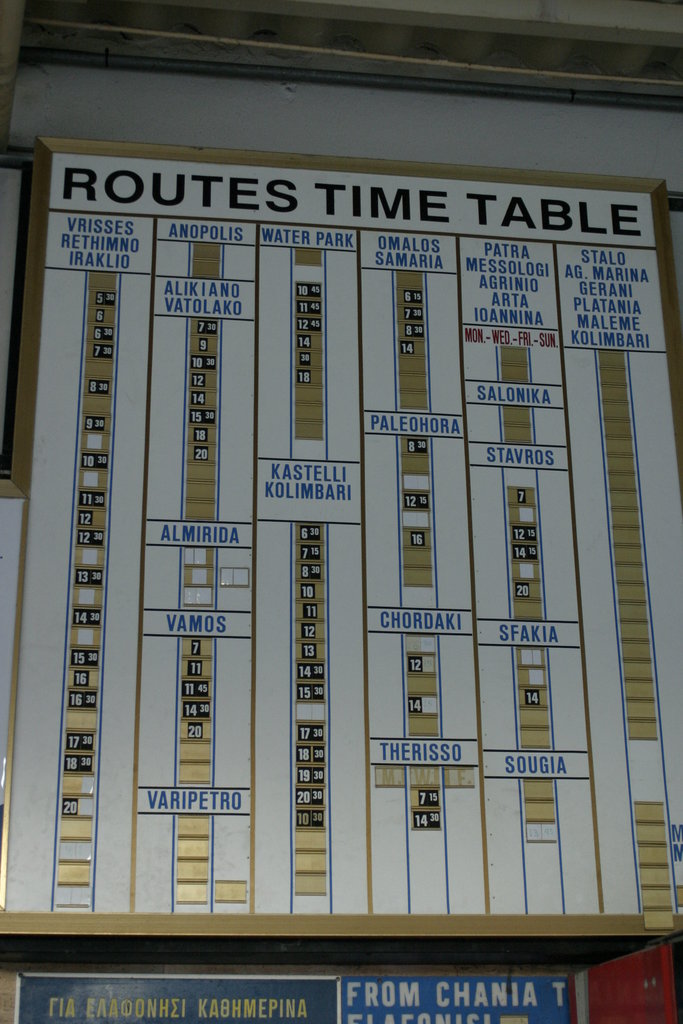 ROUTES TIME TABLE
VRISSES
RETHIMNO
IRAKLIO
5 30
6
6 30
7 30
8 30
9 30
10 30
11 30
12
12 30
13 30
14 30
15 30
16
16 30
17 30
18 30
20
ANOPOLIS
ALIKIANO
VATOLAKO
7 30
9
10 30
12
14
15 30
18
20
ALMIRIDA
VAMOS
7
11
11 45
14 30
20
VARIPETRO
WATER PARK
10 45
11 45
12 45
14
30
18
KASTELLI
KOLIMBARI
6 30
7 15
8 30
10
11
12
13
14 30
15 30
17 30
18 30
19 30
20 30
10 30
OMALOS
SAMARIA
6 15
7 30
8 30
14
PALEOHORA
8 30
12 15
16
CHORDAKI
12
14
THERISSO
M. W. F.
7 15
14 30
PATRA
MESSOLOGI
AGRINIO
ARTA
IOANNINA
MON.-WED.-FRI.-SUN.
SALONIKA
STAVROS
7
12 15
14 15
20
SFAKIA
14
SOUGIA
STALO
AG. MARINA
GERANI
PLATANIA
MALEME
KOLIMBARI
M
M
ΓΙΑ ΕΛΑΦΟΝΗΣΙ ΚΑΘΗΜΕΡΙΝΑ
FROM CHANIA T
ELAFONISI